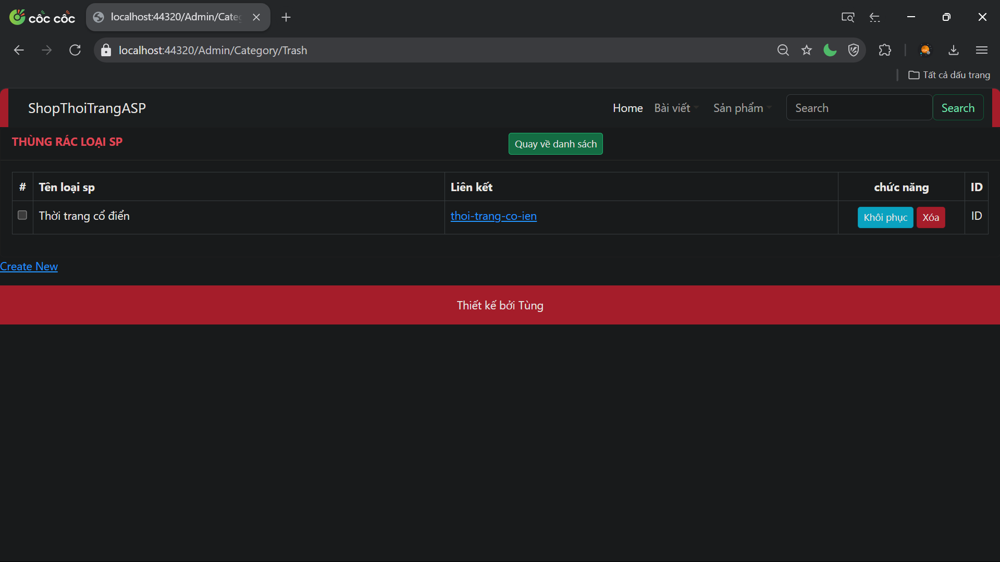 cốc cốc
localhost:44320/Admin/Categ
localhost:44320/Admin/Category/Trash
Tất cả dấu trang
ShopThoiTrangASP Home Bài viết Sản phẩm Search Search
THÙNG RÁC LOẠI SP Quay về danh sách
# Tên loại sp Liên kết chức năng ID
Thời trang cổ điển thoi-trang-co-ien Khôi phục Xóa ID
Create New
Thiết kế bởi Tùng